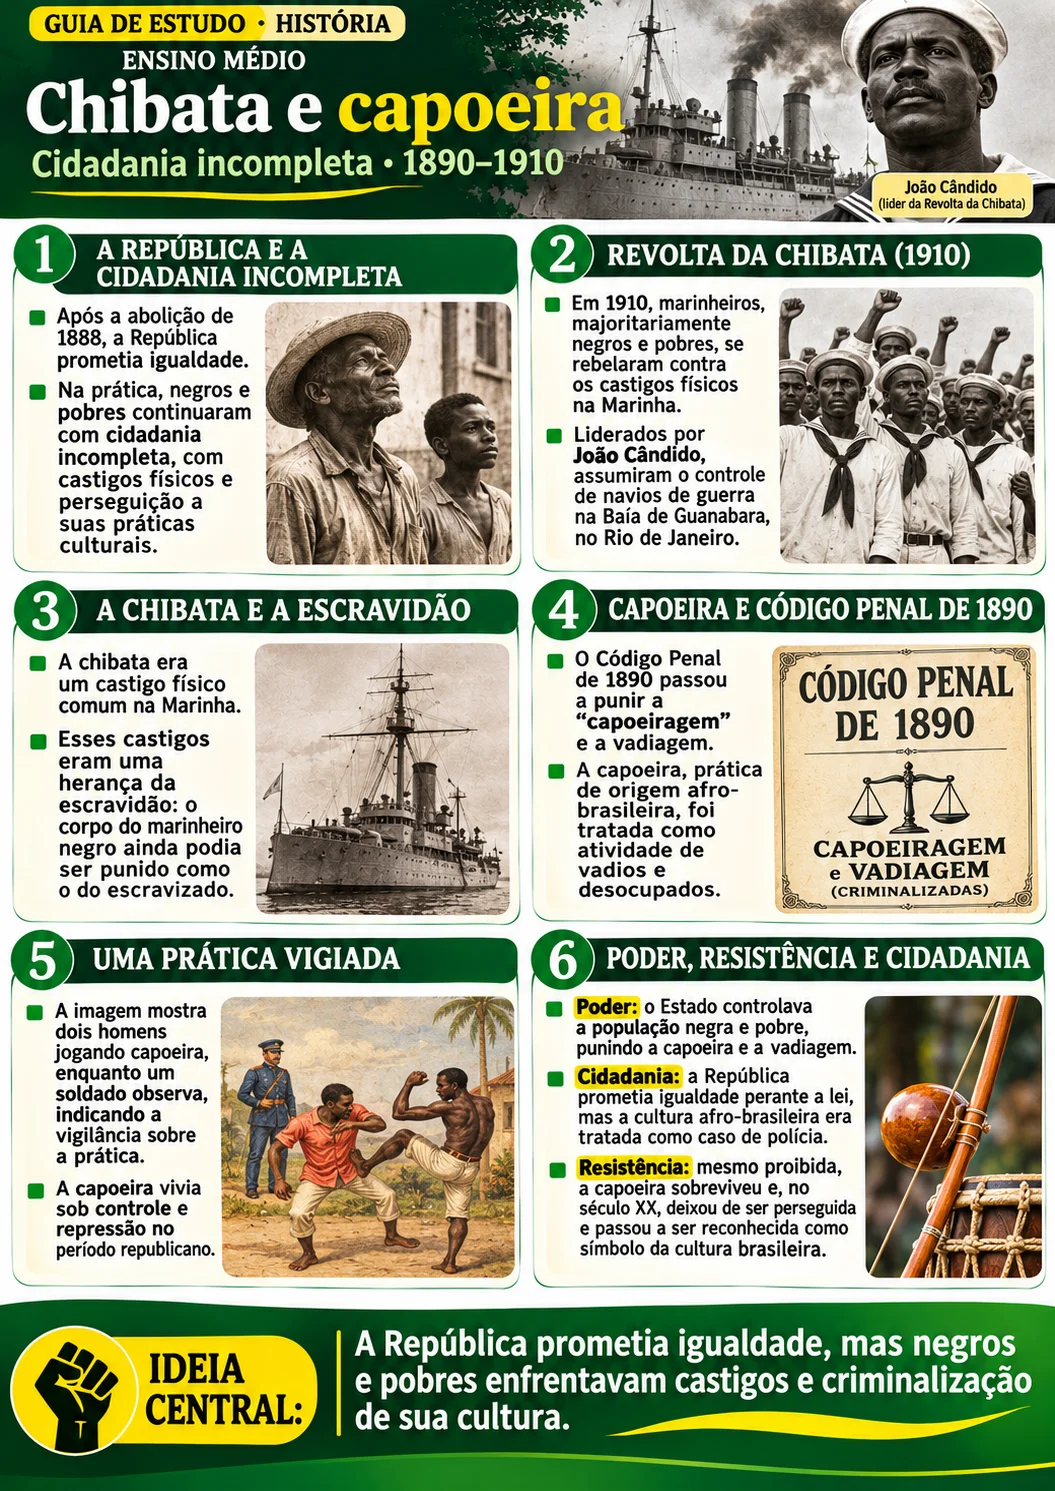 GUIA DE ESTUDO · HISTÓRIA
ENSINO MÉDIO
Chibata e capoeira
Cidadania incompleta • 1890–1910
João Cândido
(lider da Revolta da Chibata)
1
A REPÚBLICA E A
CIDADANIA INCOMPLETA
Após a abolição de
1888, a República
prometia igualdade.
Na prática, negros e
pobres continuaram
com cidadania
incompleta, com
castigos físicos e
perseguição a
suas práticas
culturais.
2
REVOLTA DA CHIBATA (1910)
Em 1910, marinheiros,
majoritariamente
negros e pobres, se
rebelaram contra
os castigos físicos
na Marinha.
Liderados por
João Cândido,
assumiram o controle
de navios de guerra
na Baía de Guanabara,
no Rio de Janeiro.
3
A CHIBATA E A ESCRAVIDÃO
A chibata era
um castigo físico
comum na Marinha.
Esses castigos
eram uma
herança da
escravidão: o
corpo do marinheiro
negro ainda podia
ser punido como
o do escravizado.
4
CAPOEIRA E CÓDIGO PENAL DE 1890
O Código Penal
de 1890 passou
a punir a
“capoeiragem”
e a vadiagem.
A capoeira, prática
de origem afro-
brasileira, foi
tratada como
atividade de
vadios e
desocupados.
CÓDIGO PENAL
DE 1890
CAPOEIRAGEM
e VADIAGEM
(CRIMINALIZADAS)
5
UMA PRÁTICA VIGIADA
A imagem mostra
dois homens
jogando capoeira,
enquanto um
soldado observa,
indicando a
vigilância sobre
a prática.
A capoeira vivia
sob controle e
repressão no
período republicano.
6
PODER, RESISTÊNCIA E CIDADANIA
Poder: o Estado controlava
a população negra e pobre,
punindo a capoeira e a vadiagem.
Cidadania: a República
prometia igualdade perante a lei,
mas a cultura afro-brasileira era
tratada como caso de polícia.
Resistência: mesmo proibida,
a capoeira sobreviveu e, no
século XX, deixou de ser perseguida
e passou a ser reconhecida como
símbolo da cultura brasileira.
IDEIA
CENTRAL:
A República prometia igualdade, mas negros
e pobres enfrentavam castigos e criminalização
de sua cultura.